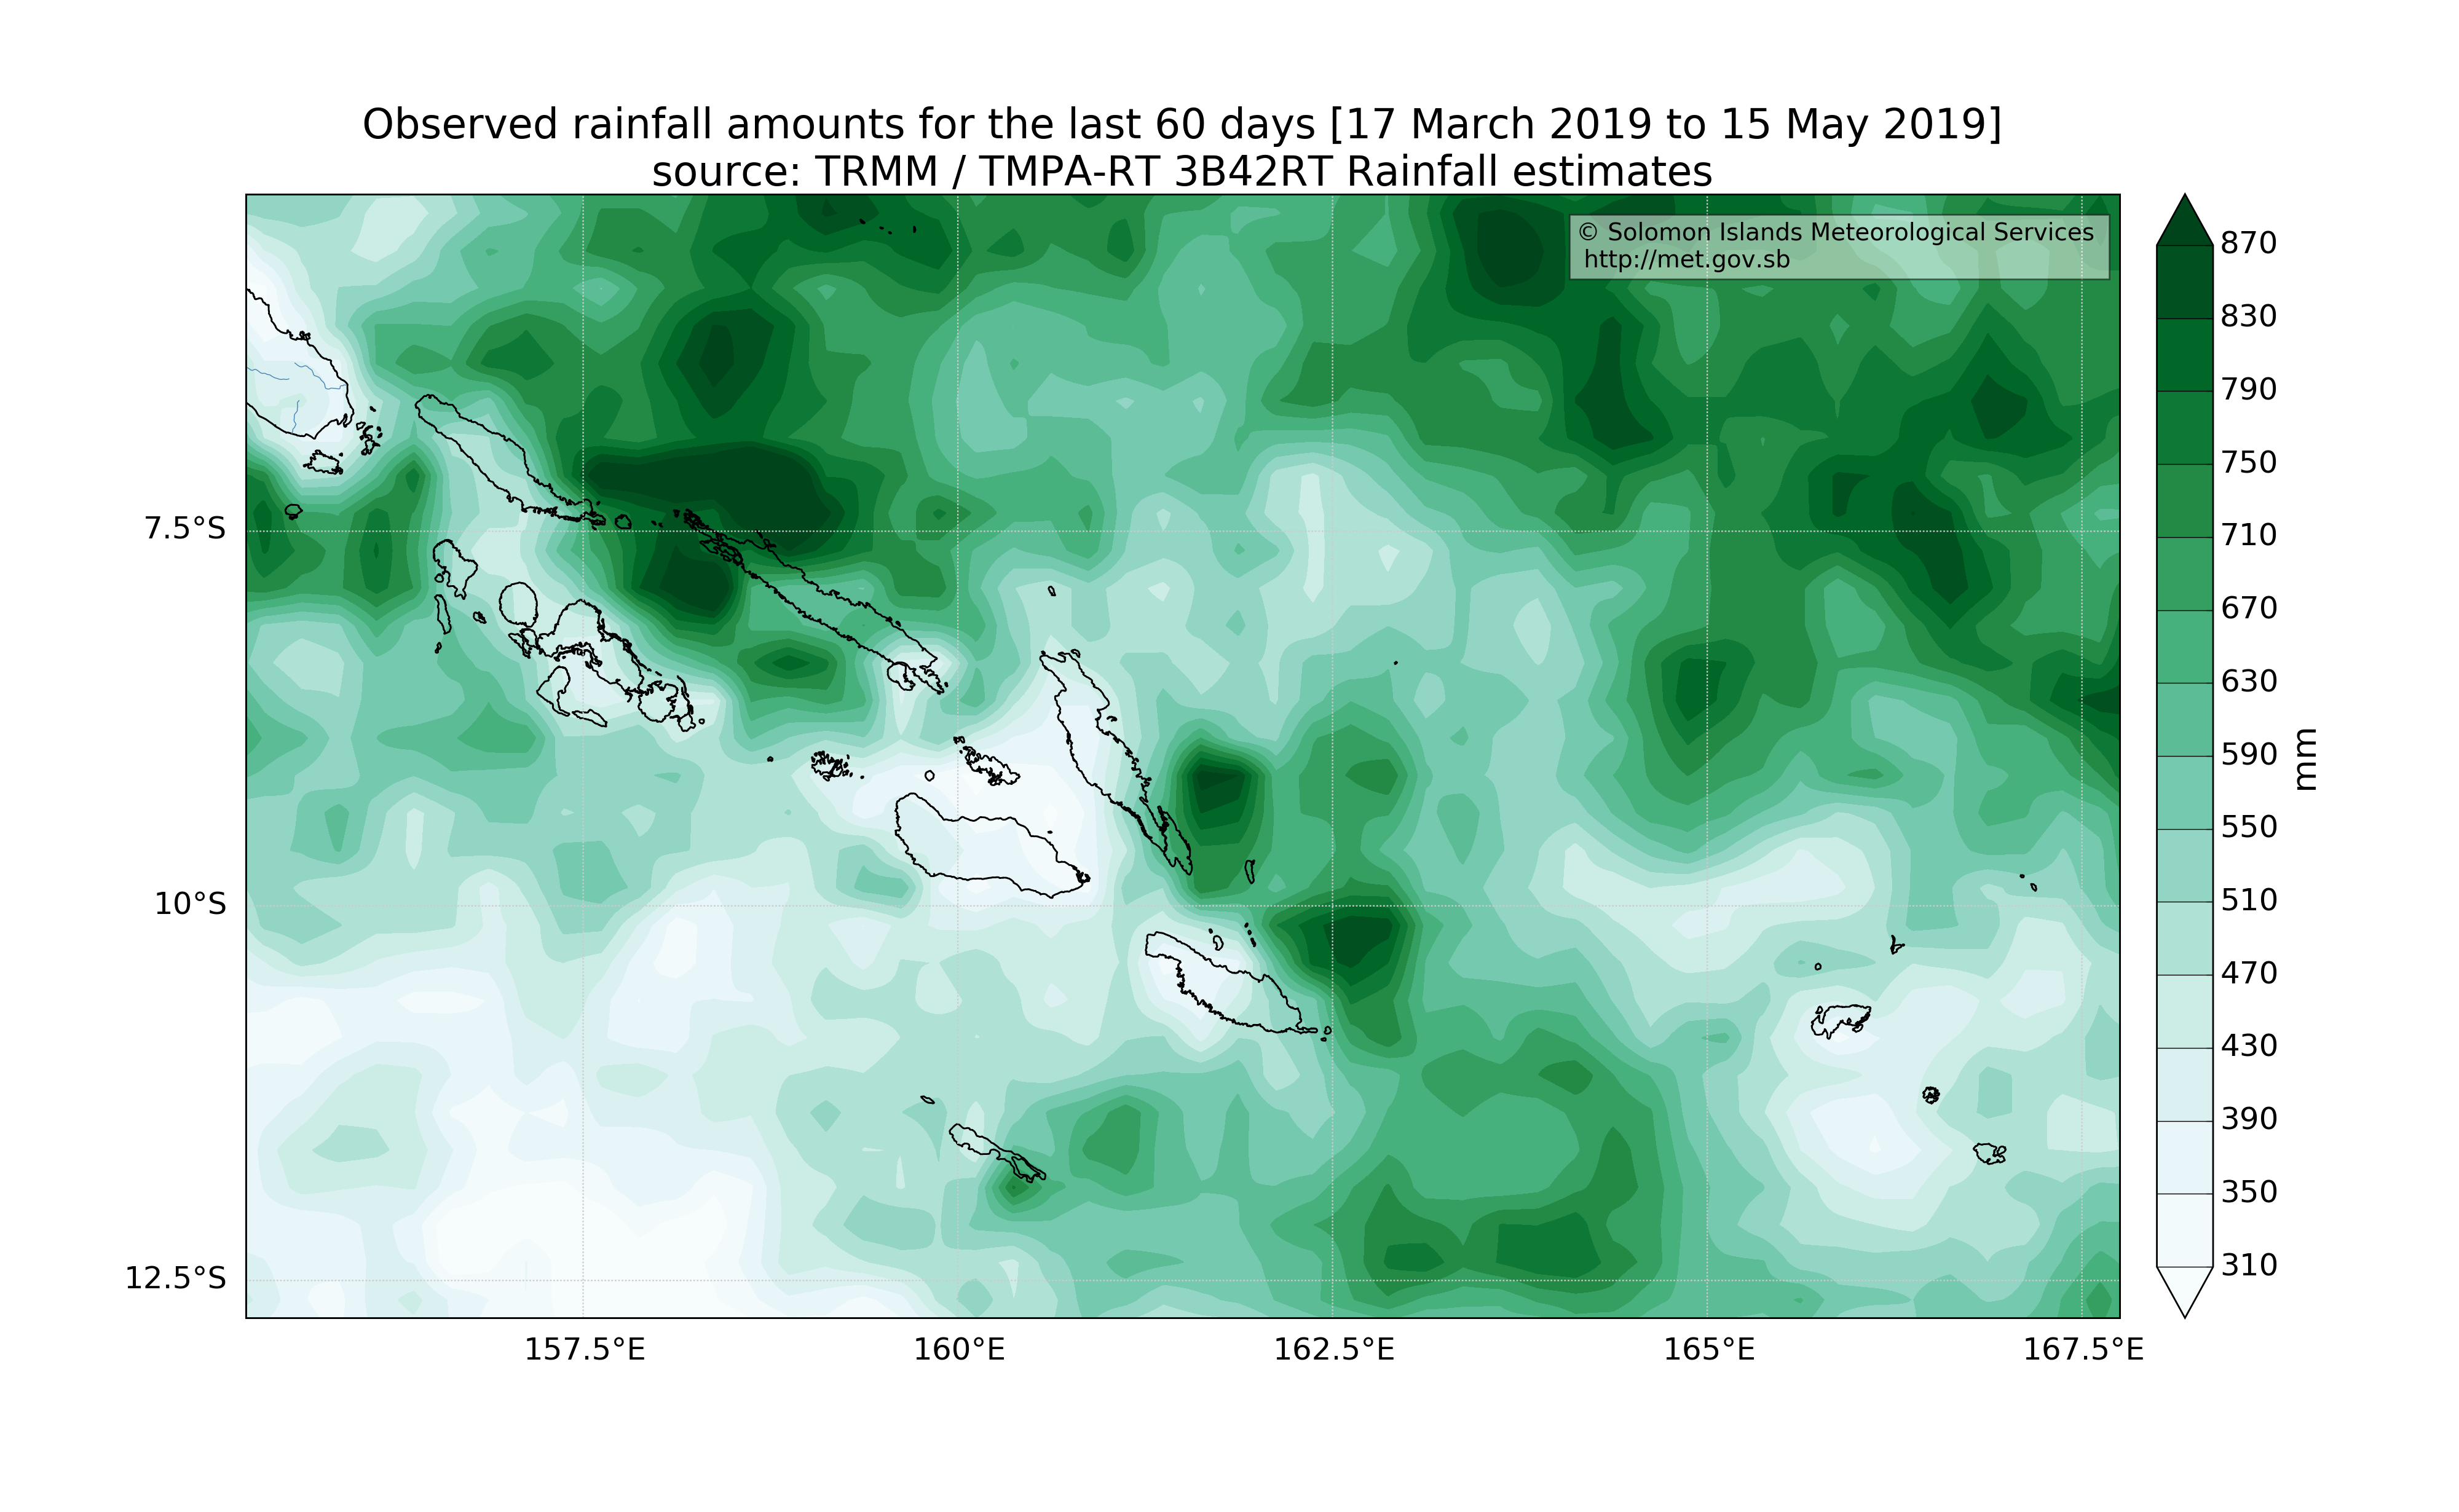 Observed rainfall amounts for the last 60 days [17 March 2019 to 15 May 2019]
source: TRMM / TMPA-RT 3B42RT Rainfall estimates
© Solomon Islands Meteorological Services
http://met.gov.sb
7.5°S
10°S
12.5°S
157.5°E
160°E
162.5°E
165°E
167.5°E
870
830
790
750
710
670
630
590
550
510
470
430
390
350
310
mm